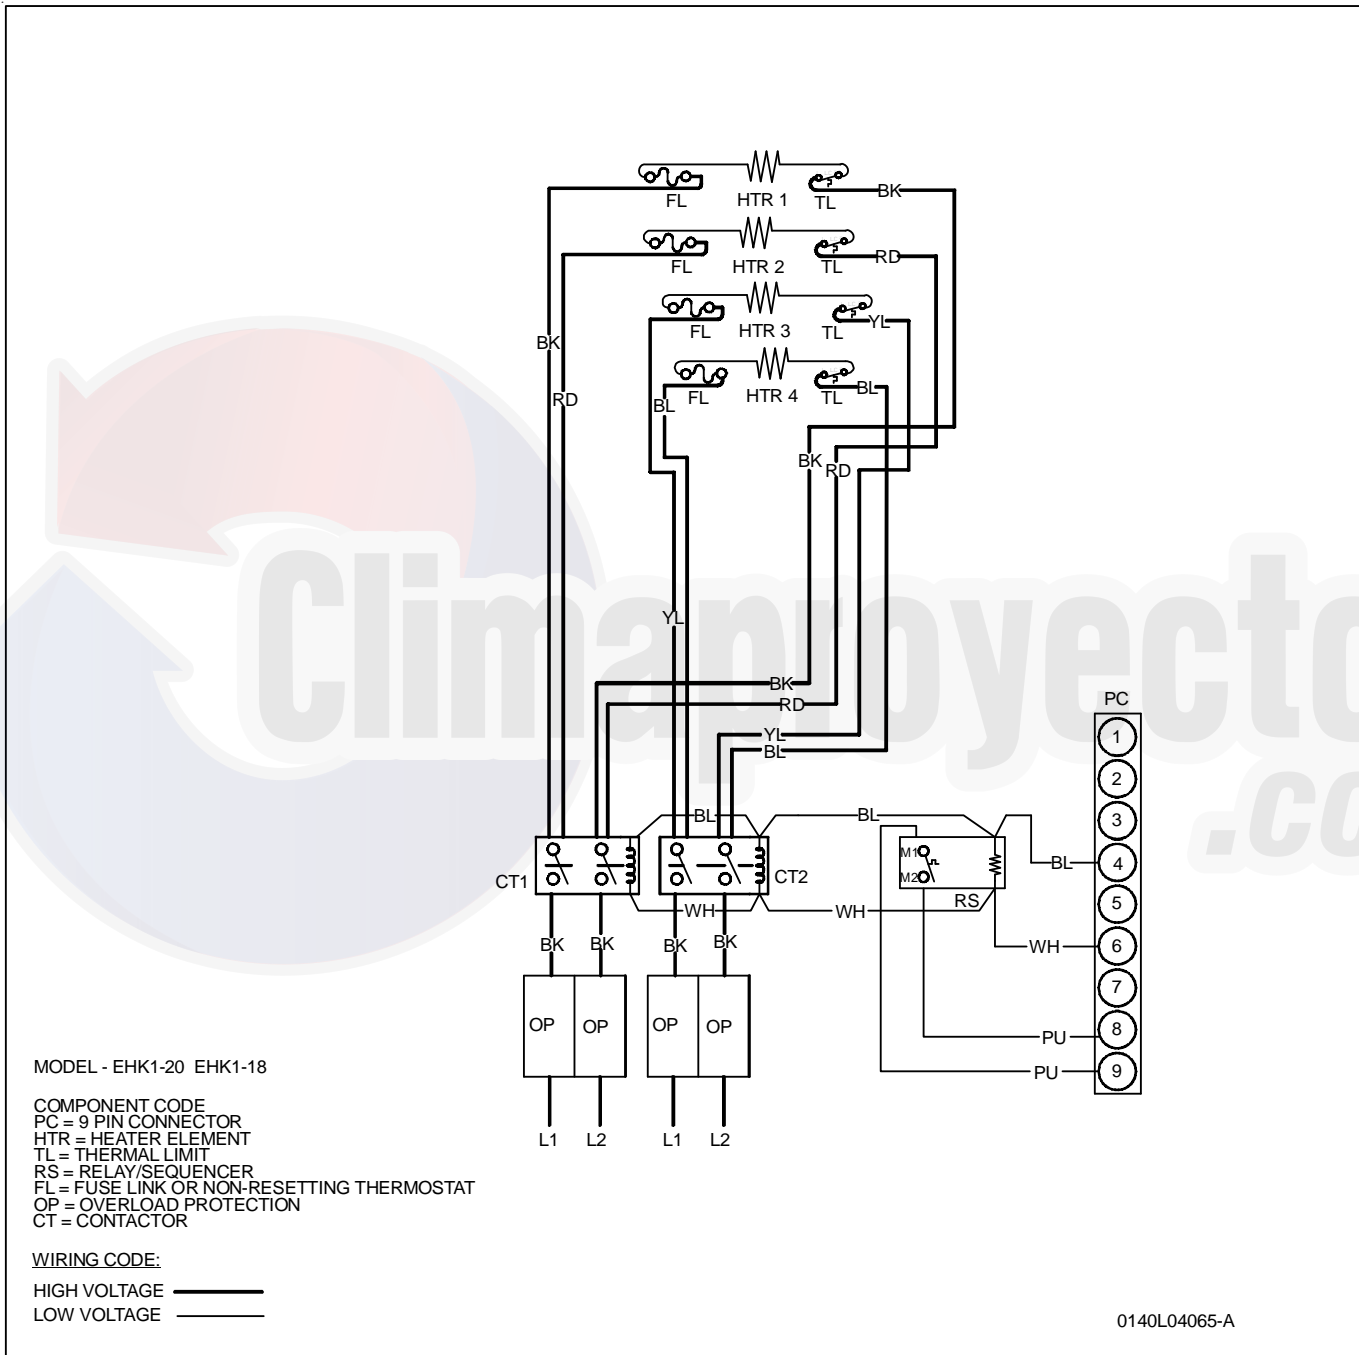 HTR 1
FL
TL
BK
HTR 2
FL
TL
RD
HTR 3
FL
TL
YL
HTR 4
FL
TL
BL
BK
RD
BL
BK
RD
YL
BK
RD
YL
BL
Climaproyecto
.co
PC
1
2
3
4
5
6
7
8
9
BL
BL
BL
M1
M2
CT1
CT2
RS
WH
WH
WH
BK
BK
BK
BK
OP
OP
OP
OP
PU
PU
L1
L2
L1
L2
MODEL - EHK1-20 EHK1-18
COMPONENT CODE
PC = 9 PIN CONNECTOR
HTR = HEATER ELEMENT
TL = THERMAL LIMIT
RS = RELAY/SEQUENCER
FL = FUSE LINK OR NON-RESETTING THERMOSTAT
OP = OVERLOAD PROTECTION
CT = CONTACTOR
WIRING CODE:
HIGH VOLTAGE
LOW VOLTAGE
0140L04065-A